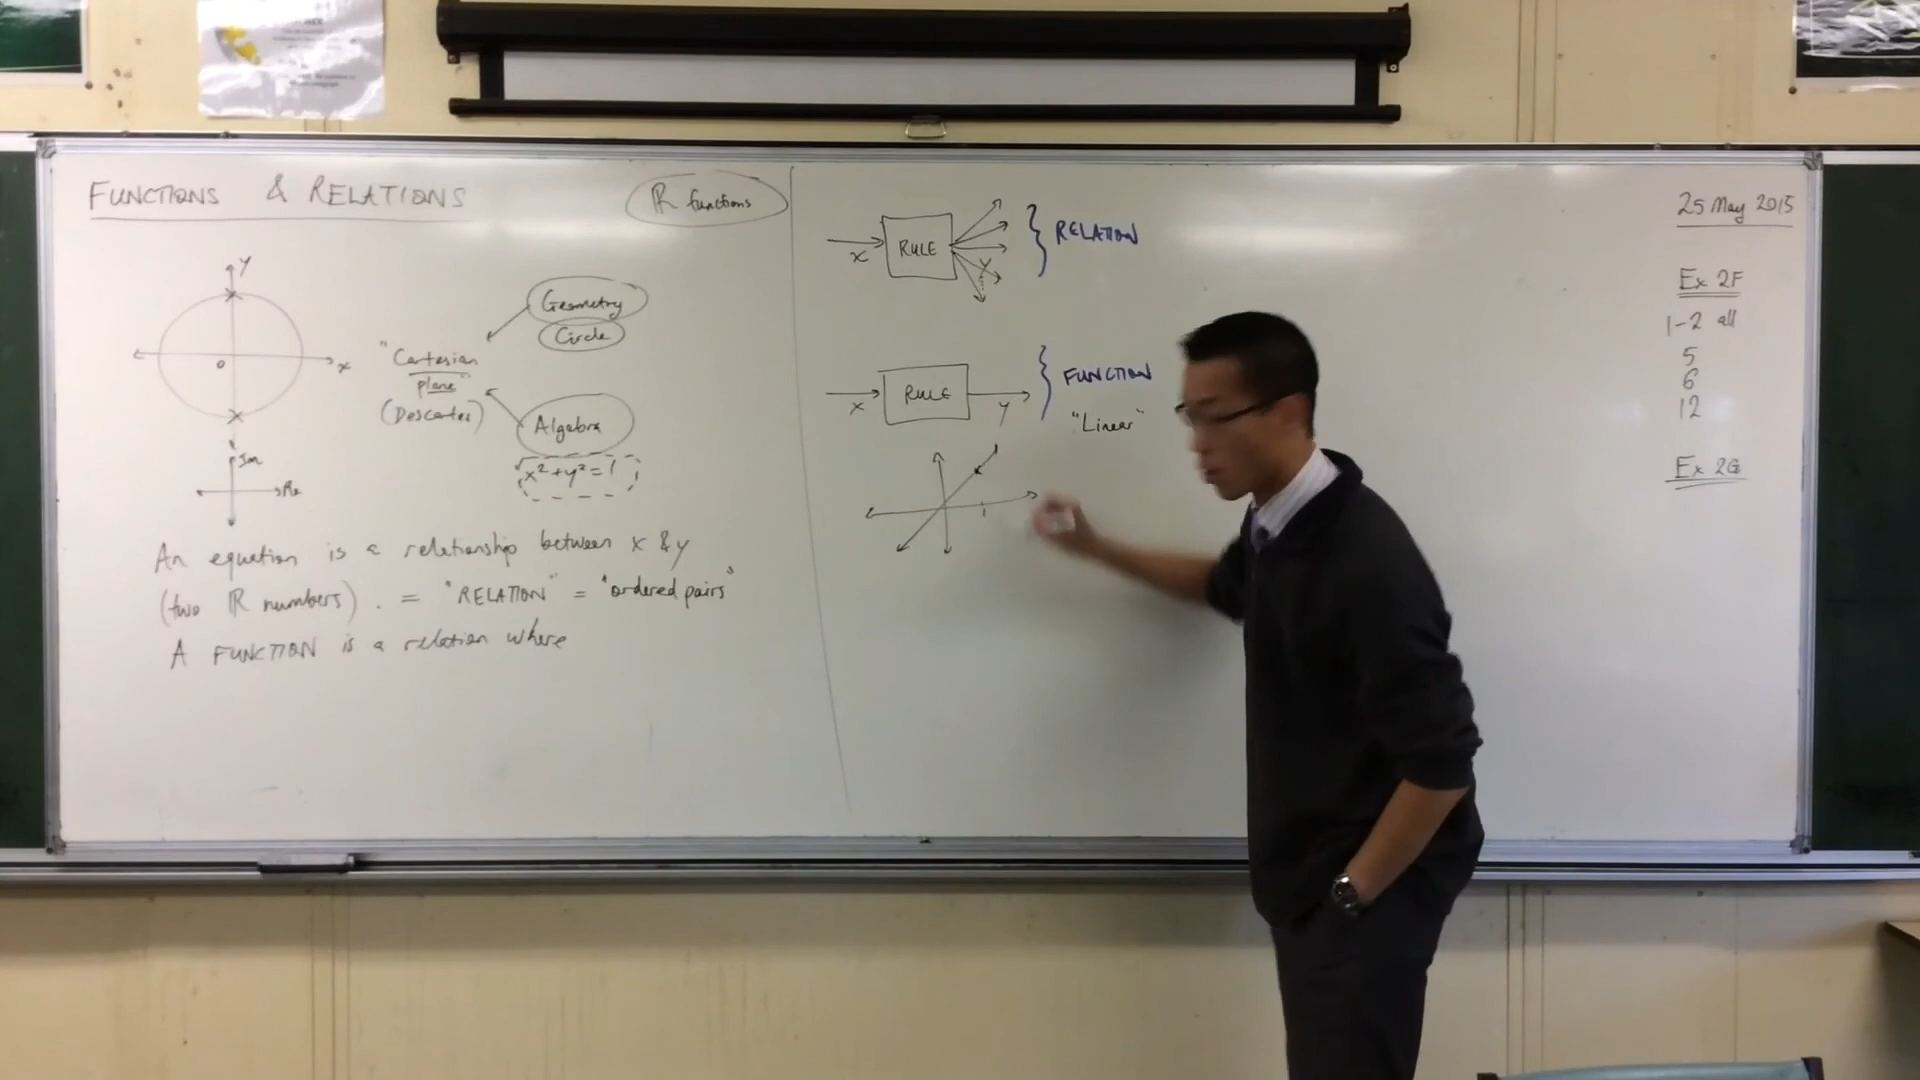 FUNCTIONS & RELATIONS
ℝ functions
y
x
0
"Cartesian
plane"
(Descartes)
Geometry
Circle
Algebra
x² + y² = 1
Im
Re
An equation is a relationship between x & y
(two ℝ numbers). = "RELATION" = "ordered pairs"
A FUNCTION is a relation where
x
RULE
y
} RELATION
x
RULE
y
} FUNCTION
"Linear"
1
25 May 2015
Ex 2F
1-2 all
5
6
12
Ex 2G